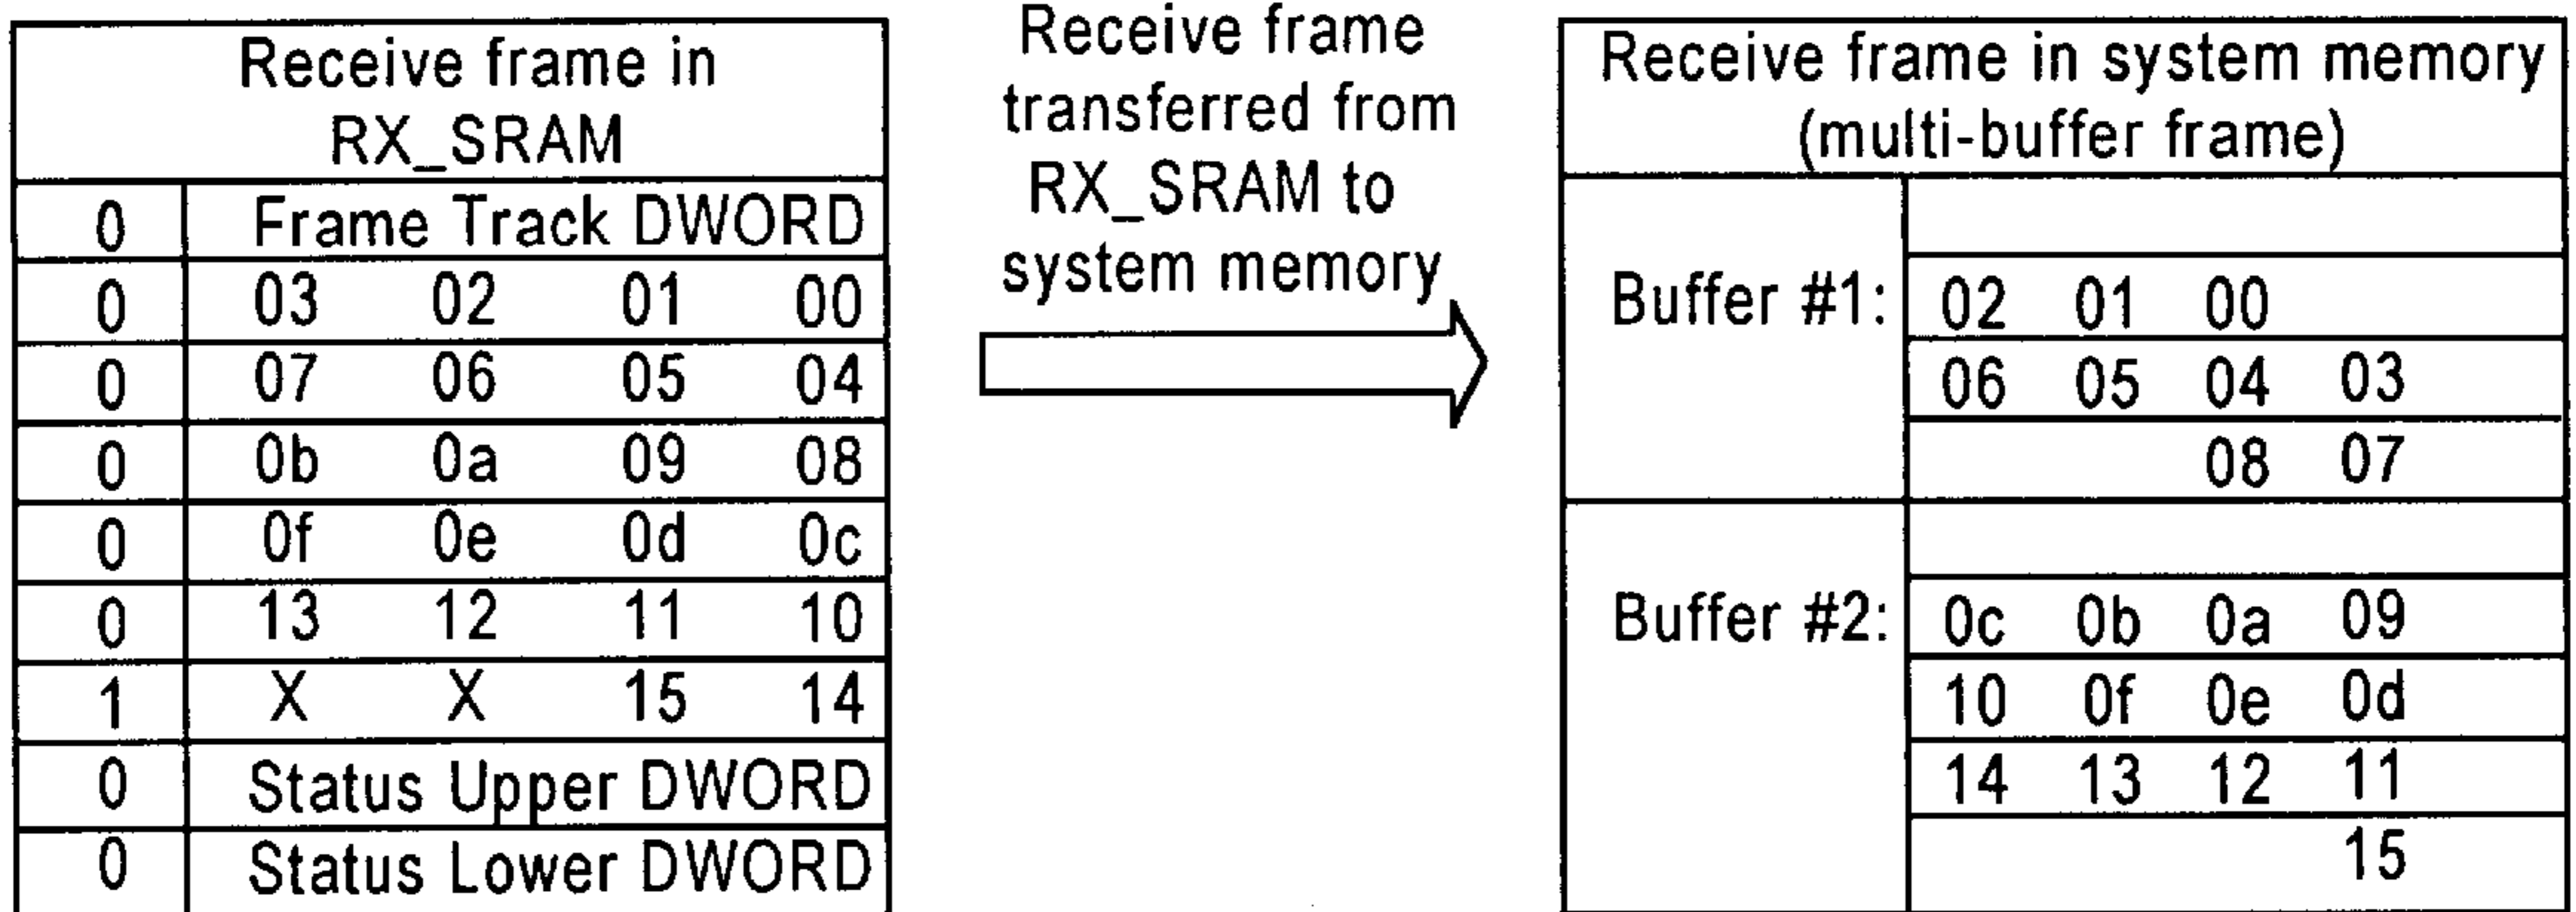 Receive frame in
RX_SRAM
0 Frame Track DWORD
0 03 02 01 00
0 07 06 05 04
0 0b 0a 09 08
0 0f 0e 0d 0c
0 13 12 11 10
1 X X 15 14
0 Status Upper DWORD
0 Status Lower DWORD
Receive frame
transferred from
RX_SRAM to
system memory
Receive frame in system memory
(multi-buffer frame)
Buffer #1: 02 01 00
06 05 04 03
08 07
Buffer #2: 0c 0b 0a 09
10 0f 0e 0d
14 13 12 11
15